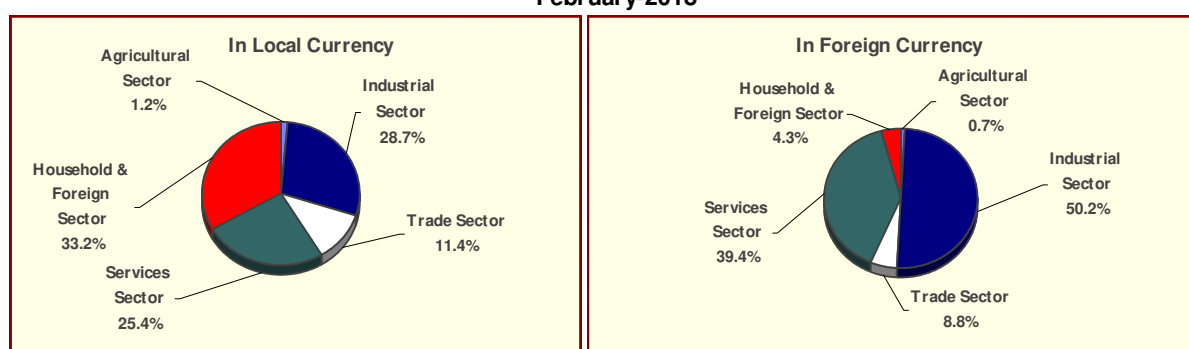 In Local Currency
Agricultural
Sector
1.2%
Industrial
Sector
28.7%
Household &
Foreign
Sector
33.2%
Trade Sector
11.4%
Services
Sector
25.4%
In Foreign Currency
Household &
Foreign Sector
4.3%
Agricultural
Sector
0.7%
Industrial
Sector
50.2%
Services
Sector
39.4%
Trade Sector
8.8%